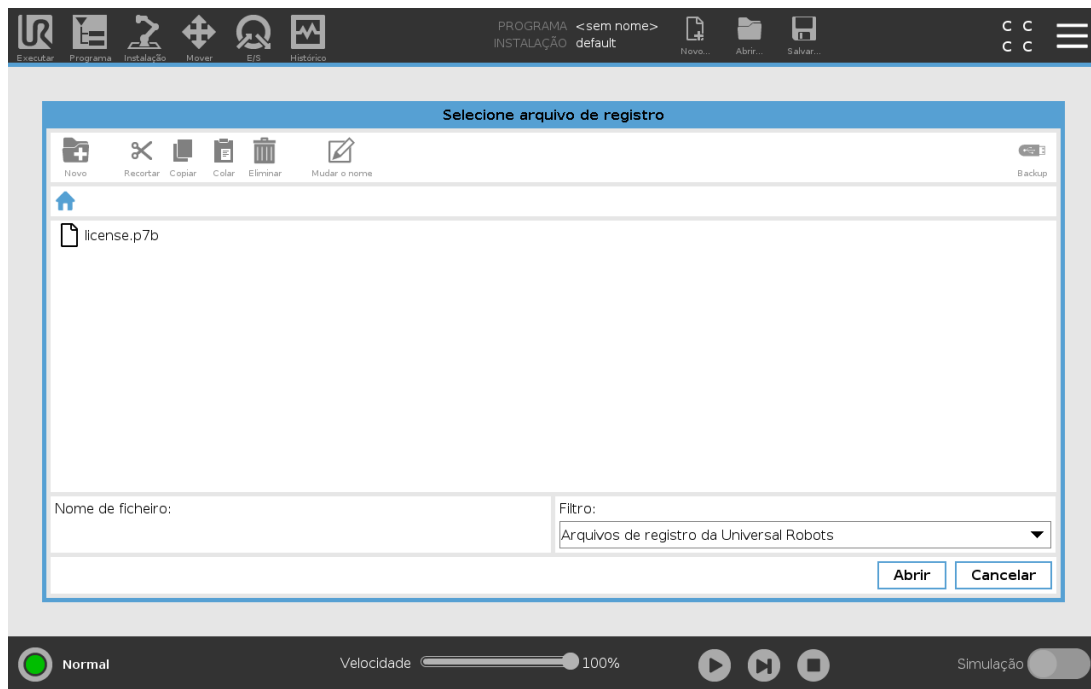 PROGRAMA <sem nome>
INSTALAÇÃO default
Executar Programa Instalação Mover E/S Histórico
Novo... Abrir... Salvar...
C C
C C
Selecione arquivo de registro
Novo Recortar Copiar Colar Eliminar Mudar o nome Backup
license.p7b
Nome de ficheiro:
Filtro:
Arquivos de registro da Universal Robots
Abrir Cancelar
Normal Velocidade 100% Simulação